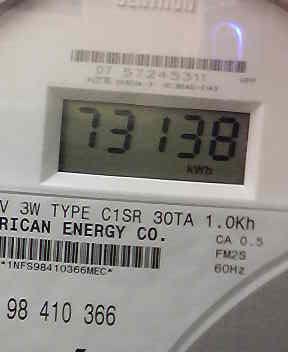 CENTRON
07 57245311
73138
kWh
V 3W TYPE C1SR 30TA 1.0Kh
RICAN ENERGY CO.
CA 0.5
FM2S
60Hz
*1NFS98410366MEC*
98 410 366